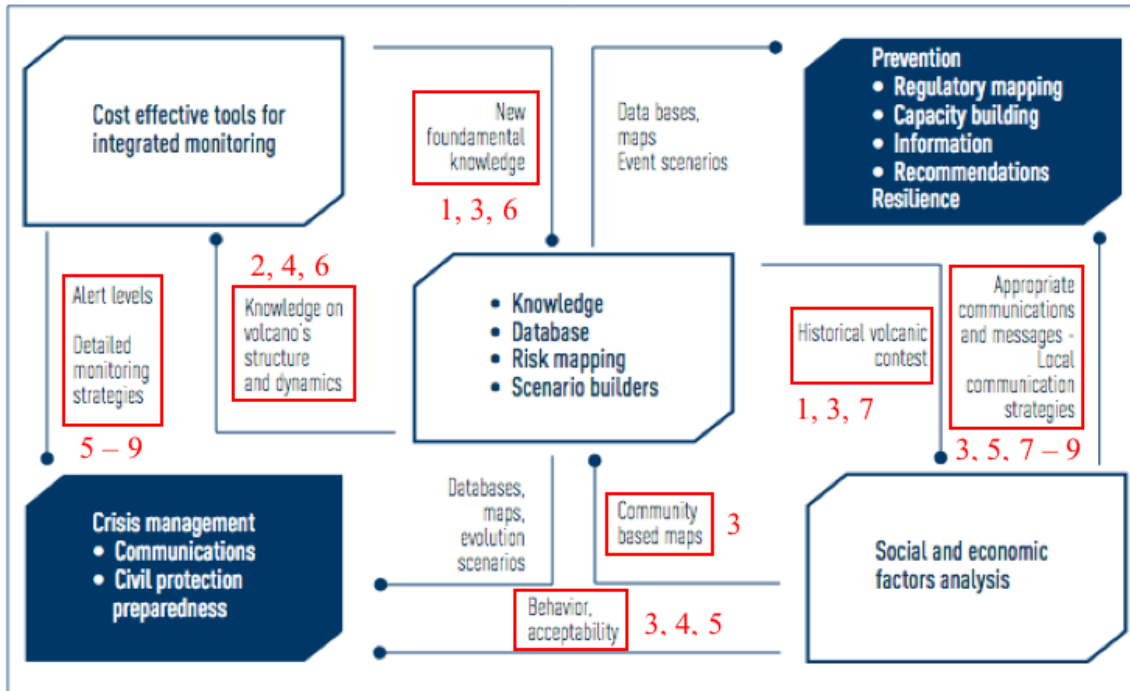 Cost effective tools for
integrated monitoring
New
foundamental
knowledge
1, 3, 6
Data bases,
maps
Event scenarios
Prevention
• Regulatory mapping
• Capacity building
• Information
• Recommendations
Resilience
Alert levels
Detailed
monitoring
strategies
5 – 9
2, 4, 6
Knowledge on
volcano's
structure
and dynamics
• Knowledge
• Database
• Risk mapping
• Scenario builders
Historical volcanic
contest
1, 3, 7
Appropriate
communications
and messages -
Local
communication
strategies
3, 5, 7 – 9
Crisis management
• Communications
• Civil protection
preparedness
Databases,
maps,
evolution
scenarios
Community
based maps
3
Behavior,
acceptability
3, 4, 5
Social and economic
factors analysis